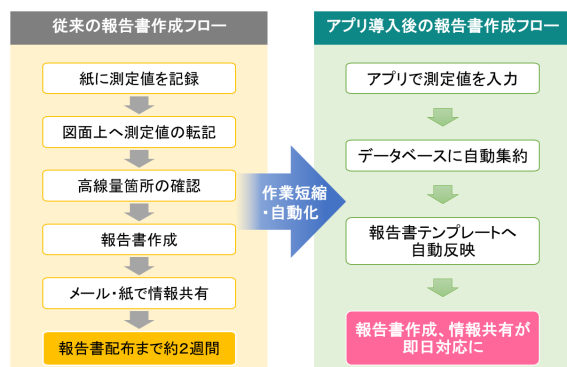 従来の報告書作成フロー
紙に測定値を記録
図面上へ測定値の転記
高線量箇所の確認
報告書作成
メール・紙で情報共有
報告書配布まで約2週間
作業短縮
・自動化
アプリ導入後の報告書作成フロー
アプリで測定値を入力
データベースに自動集約
報告書テンプレートへ
自動反映
報告書作成、情報共有が
即日対応に